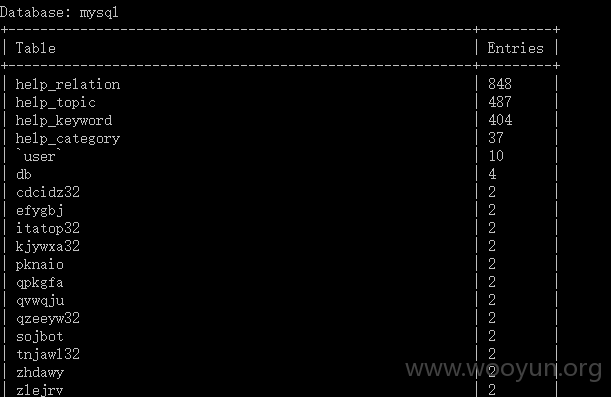 Database: mysql
+---------------------------------------------------+---------+
| Table | Entries |
+---------------------------------------------------+---------+
| help_relation | 848 |
| help_topic | 487 |
| help_keyword | 404 |
| help_category | 37 |
| `user` | 10 |
| db | 4 |
| cdcidz32 | 2 |
| efygbj | 2 |
| itatop32 | 2 |
| kjywxa32 | 2 |
| pknaio | 2 |
| qpkgfa | 2 |
| qvwqju | 2 |
| qzeeyw32 | 2 |
| sojbot | 2 |
| tnjawl32 | 2 |
| zhdawy | 2 |
| zlejrv | 2 |
www.wooyun.org